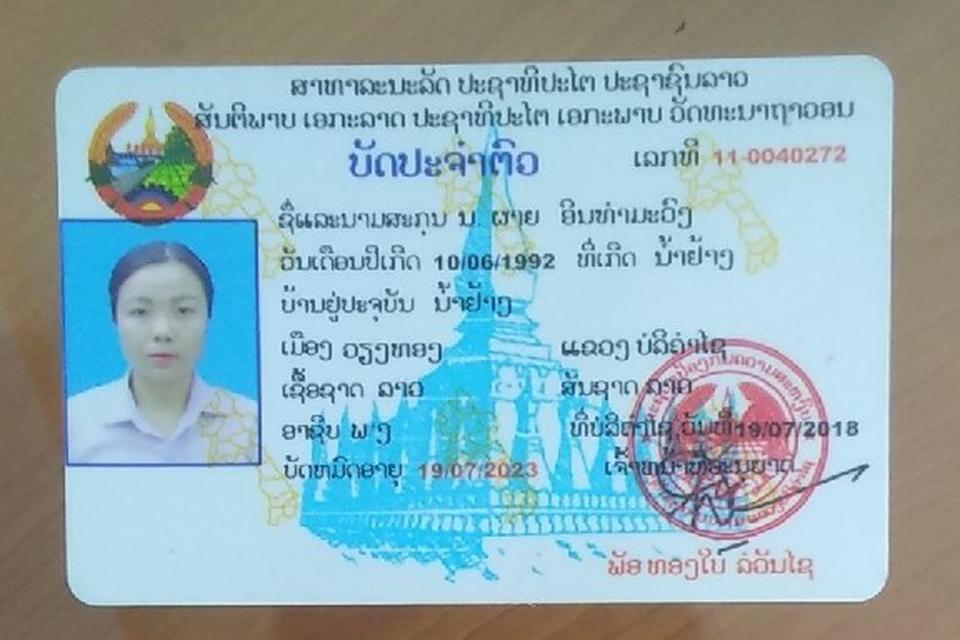 ສາທາລະນະລັດ ປະຊາທິປະໄຕ ປະຊາຊົນລາວ
ສັນຕິພາບ ເອກະລາດ ປະຊາທິປະໄຕ ເອກະພາບ ວັດທະນາຖາວອນ
ບັດປະຈຳຕົວ
ເລກທີ 11-0040272
ຊື່ແລະນາມສະກຸນ ນ. ຜາຍ ອິນທຳມະວົງ
ວັນເດືອນປີເກີດ 10/06/1992 ທີ່ເກີດ ນ້ຳຢ້າງ
ບ້ານຢູ່ປະຈຸບັນ ນ້ຳຢ້າງ
ເມືອງ ວຽງທອງ ແຂວງ ບໍລິຄຳໄຊ
ເຊື້ອຊາດ ລາວ ສັນຊາດ ລາວ
ອາຊີບ ພ/ງ ທີ່ບໍລິຄຳໄຊ ວັນທີ 19/07/2018
ບັດຫມົດອາຍຸ 19/07/2023 ເຈົ້າຫນ້າທີ່ອະນຸຍາດ
ພັອ ທອງໃບ ລໍວັນໄຊ